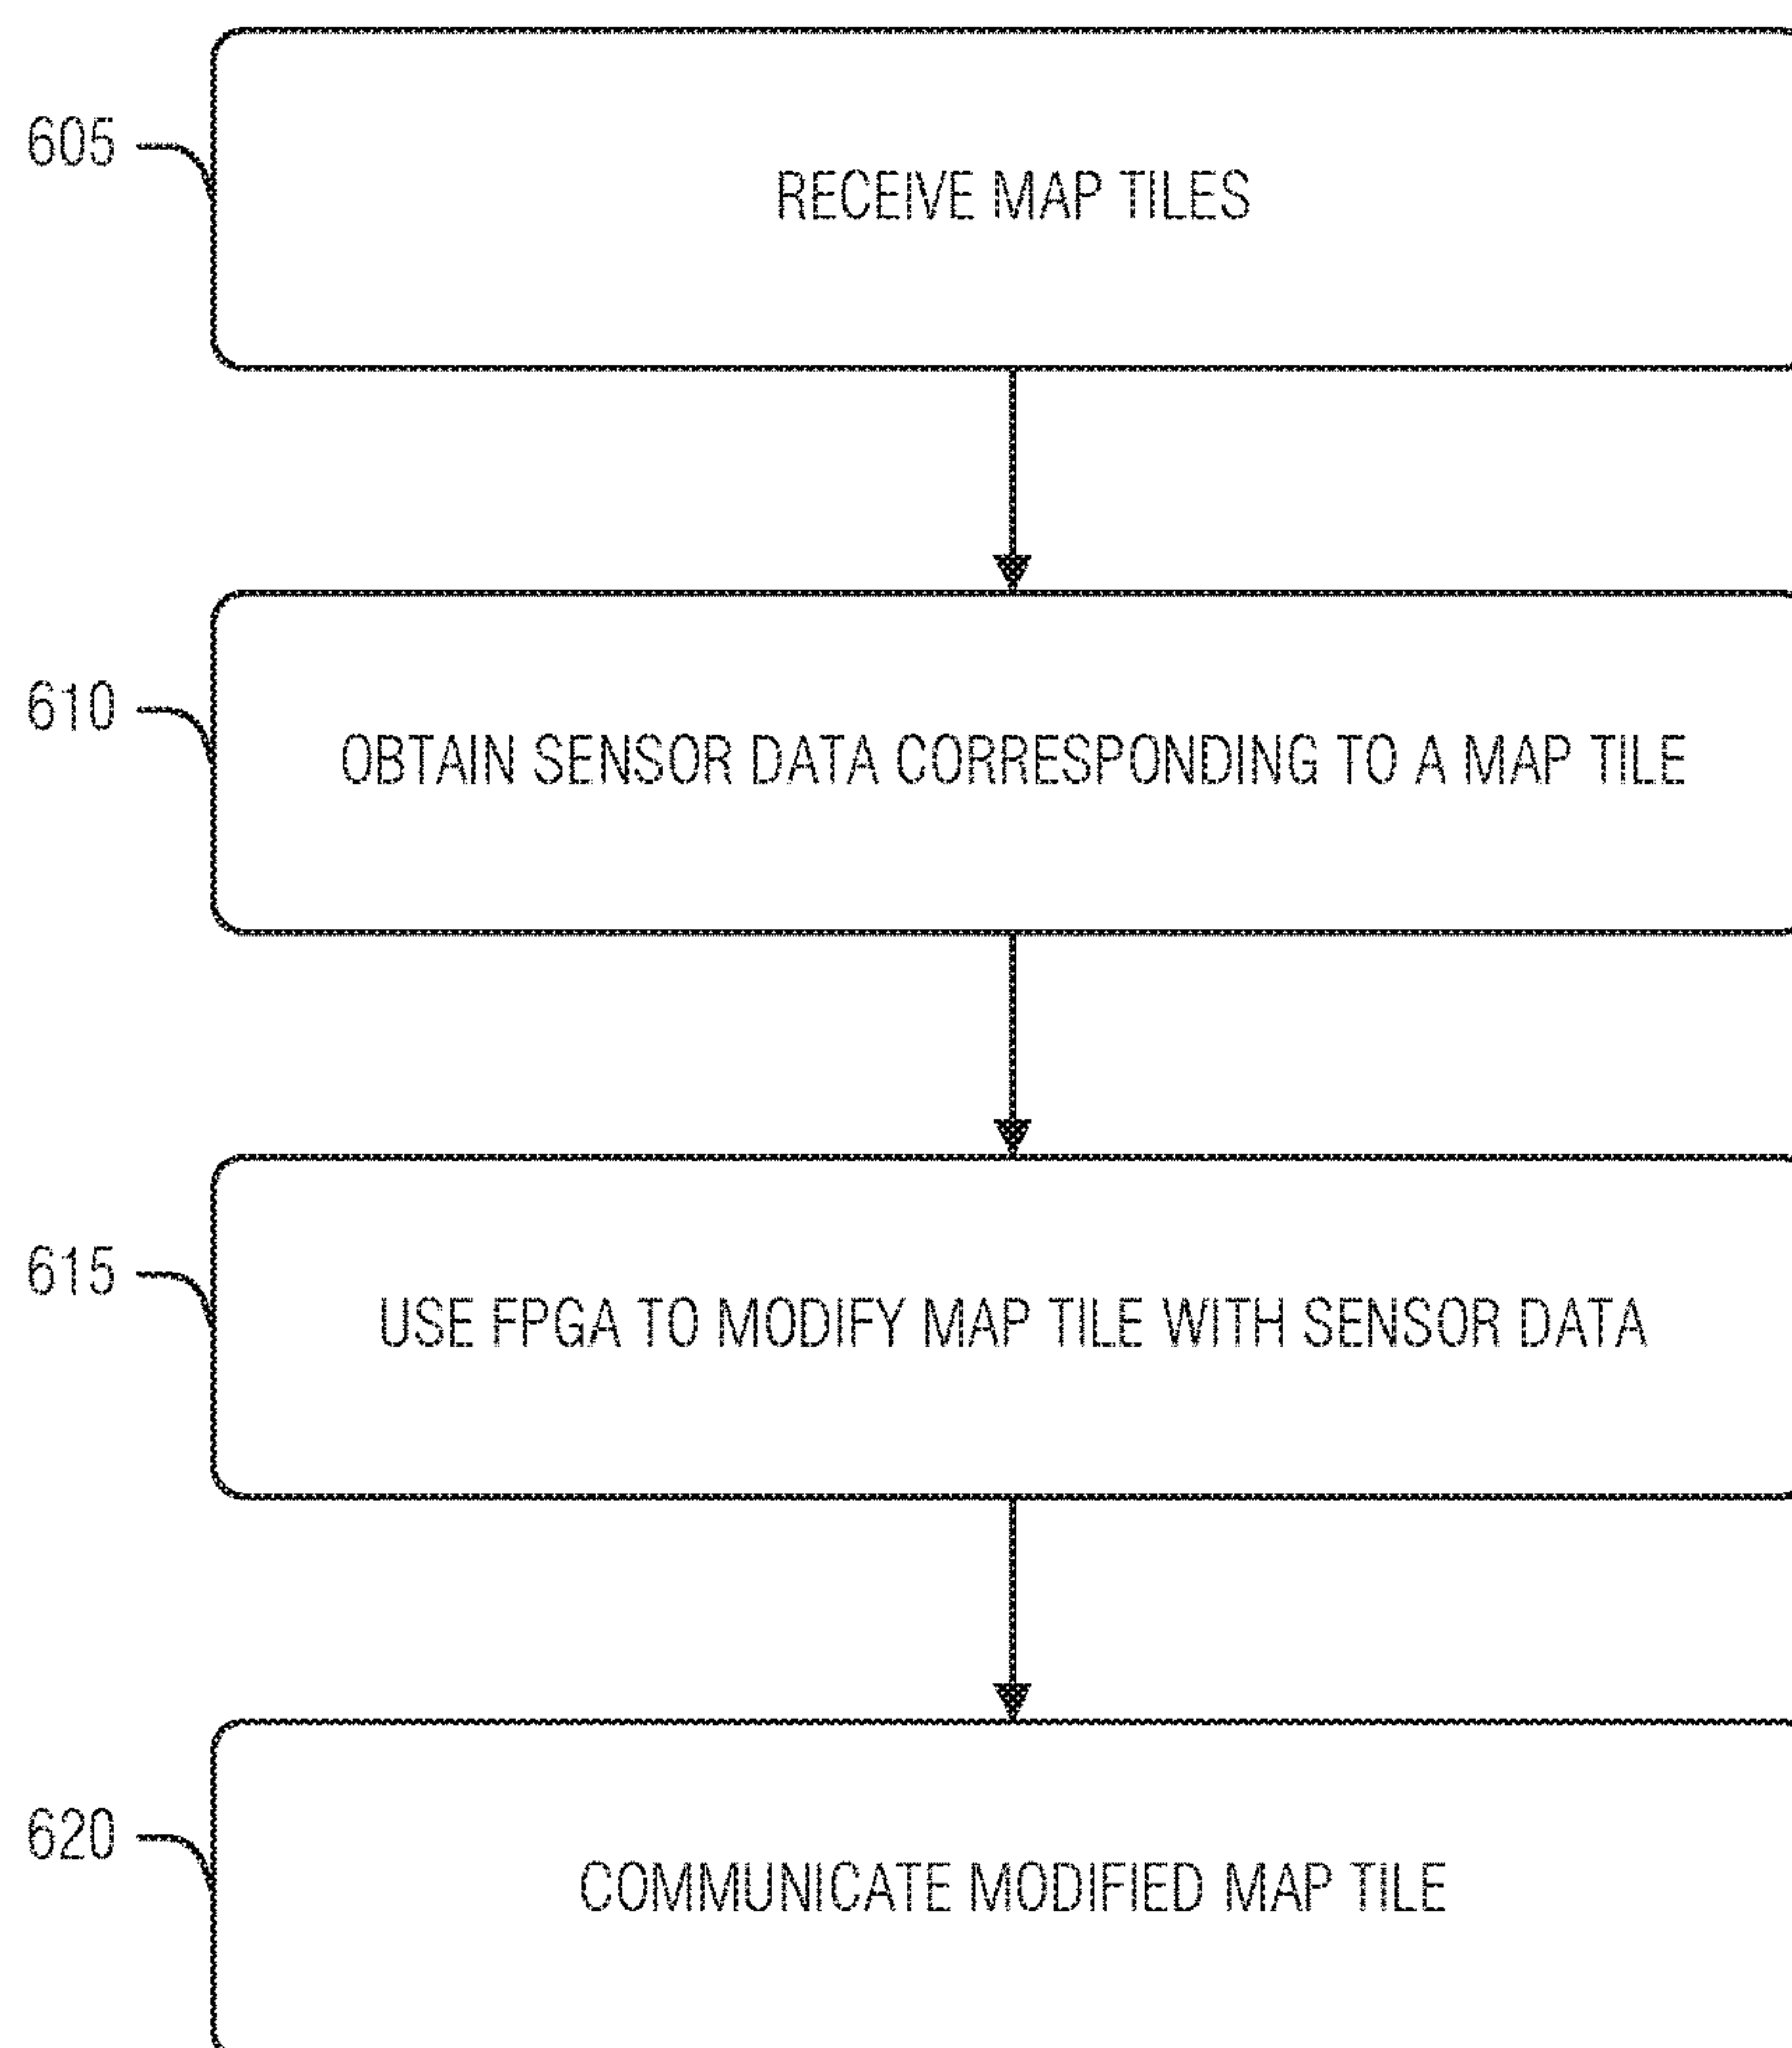 605
RECEIVE MAP TILES
610
OBTAIN SENSOR DATA CORRESPONDING TO A MAP TILE
615
USE FPGA TO MODIFY MAP TILE WITH SENSOR DATA
620
COMMUNICATE MODIFIED MAP TILE